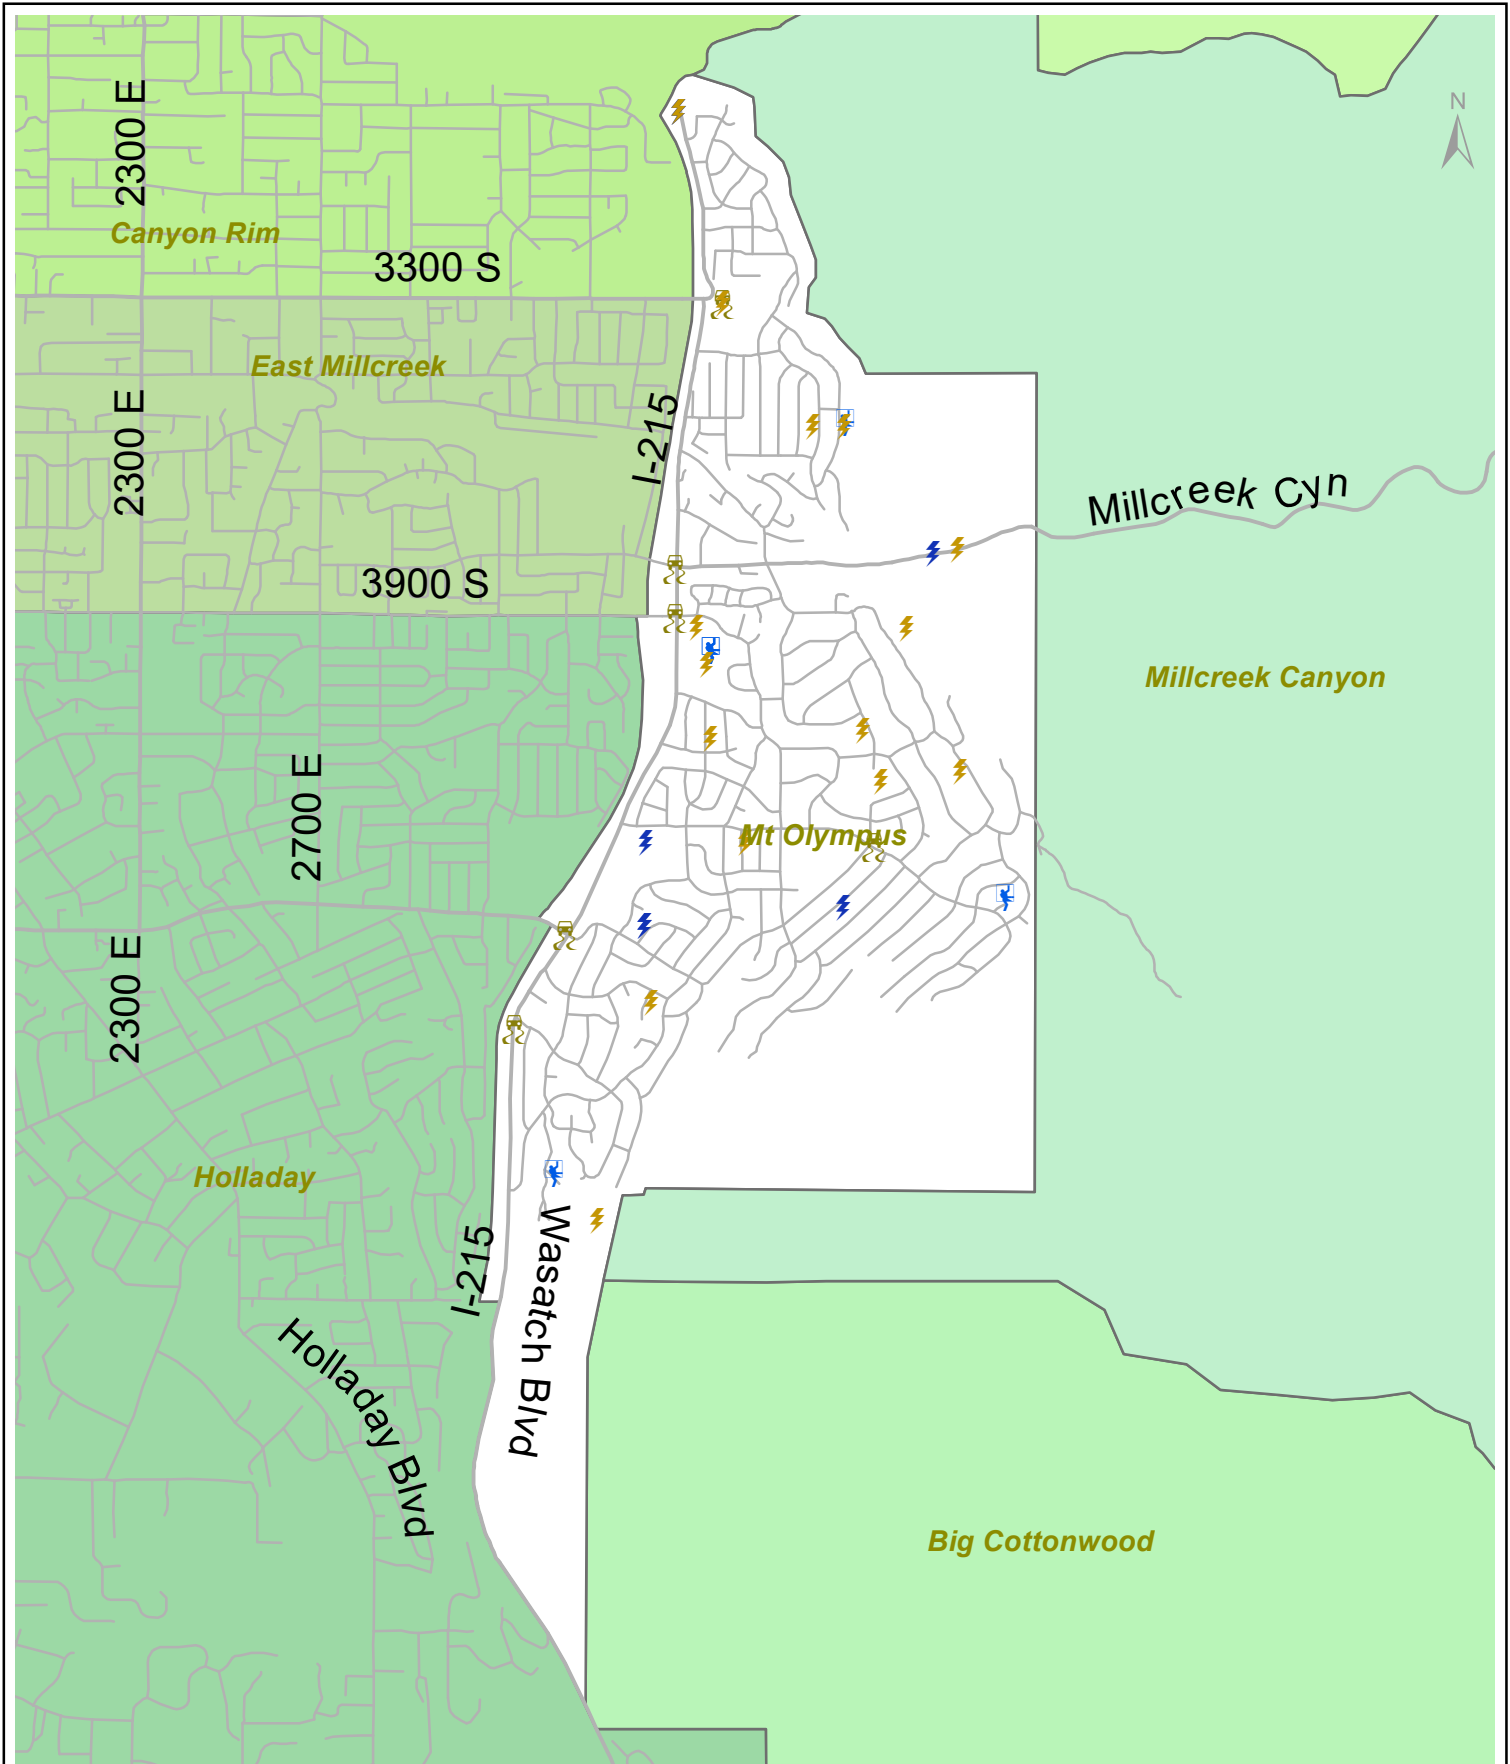 N
2300 E
Canyon Rim
3300 S
East Millcreek
2300 E
I-215
Millcreek Cyn
3900 S
Millcreek Canyon
2700 E
Mt Olympus
2300 E
Holladay
I-215
Wasatch Blvd
Holladay Blvd
Big Cottonwood